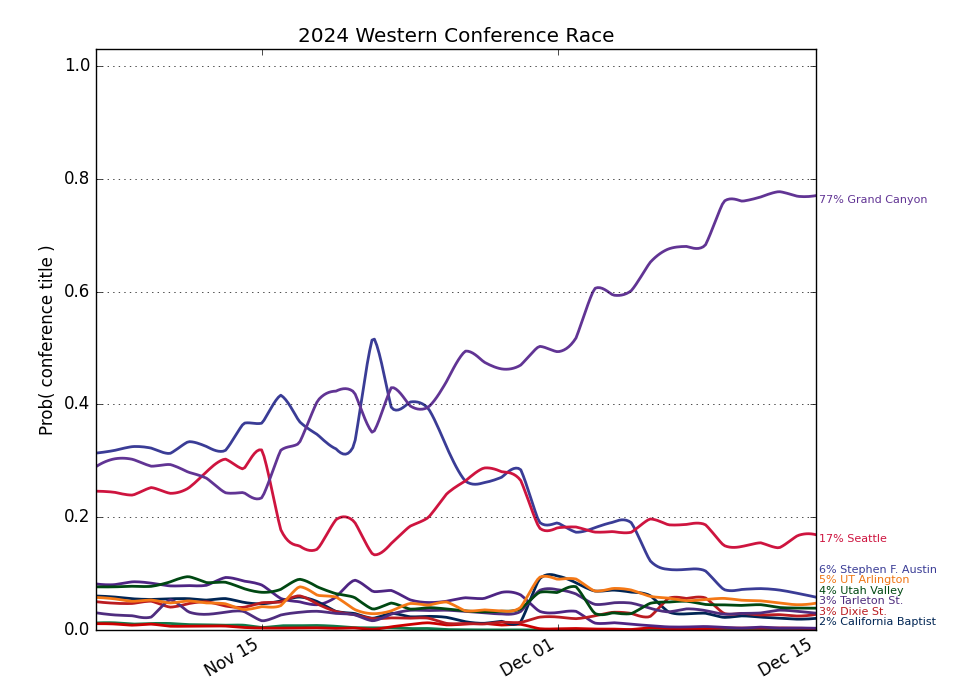 2024 Western Conference Race
1.0
0.8
0.6
0.4
0.2
0.0
Prob( conference title )
77% Grand Canyon
17% Seattle
6% Stephen F. Austin
5% UT Arlington
4% Utah Valley
3% Tarleton St.
3% Dixie St.
2% California Baptist
Nov 15
Dec 01
Dec 15